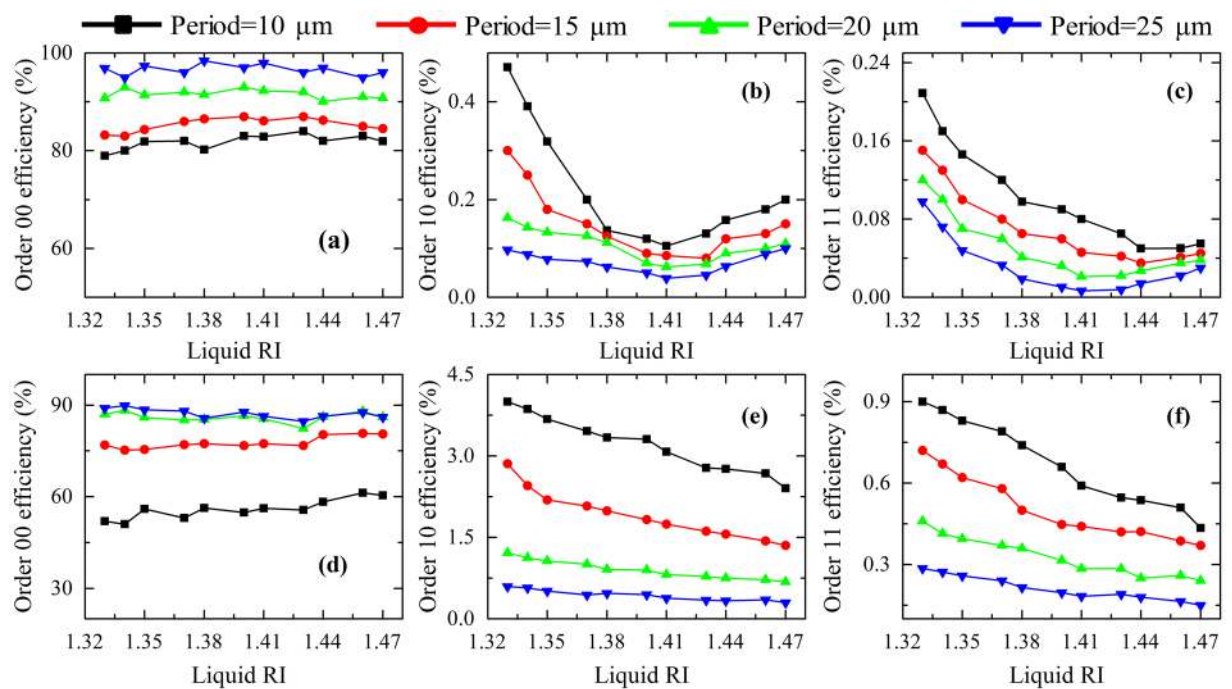 Period=10 μm Period=15 μm Period=20 μm Period=25 μm
Order 00 efficiency (%)
100
80
60
(a)
1.32 1.35 1.38 1.41 1.44 1.47
Liquid RI
Order 10 efficiency (%)
0.4
0.2
0.0
(b)
1.32 1.35 1.38 1.41 1.44 1.47
Liquid RI
Order 11 efficiency (%)
0.24
0.16
0.08
0.00
(c)
1.32 1.35 1.38 1.41 1.44 1.47
Liquid RI
Order 00 efficiency (%)
90
60
30
(d)
1.32 1.35 1.38 1.41 1.44 1.47
Liquid RI
Order 10 efficiency (%)
4.5
3.0
1.5
0.0
(e)
1.32 1.35 1.38 1.41 1.44 1.47
Liquid RI
Order 11 efficiency (%)
0.9
0.6
0.3
(f)
1.32 1.35 1.38 1.41 1.44 1.47
Liquid RI